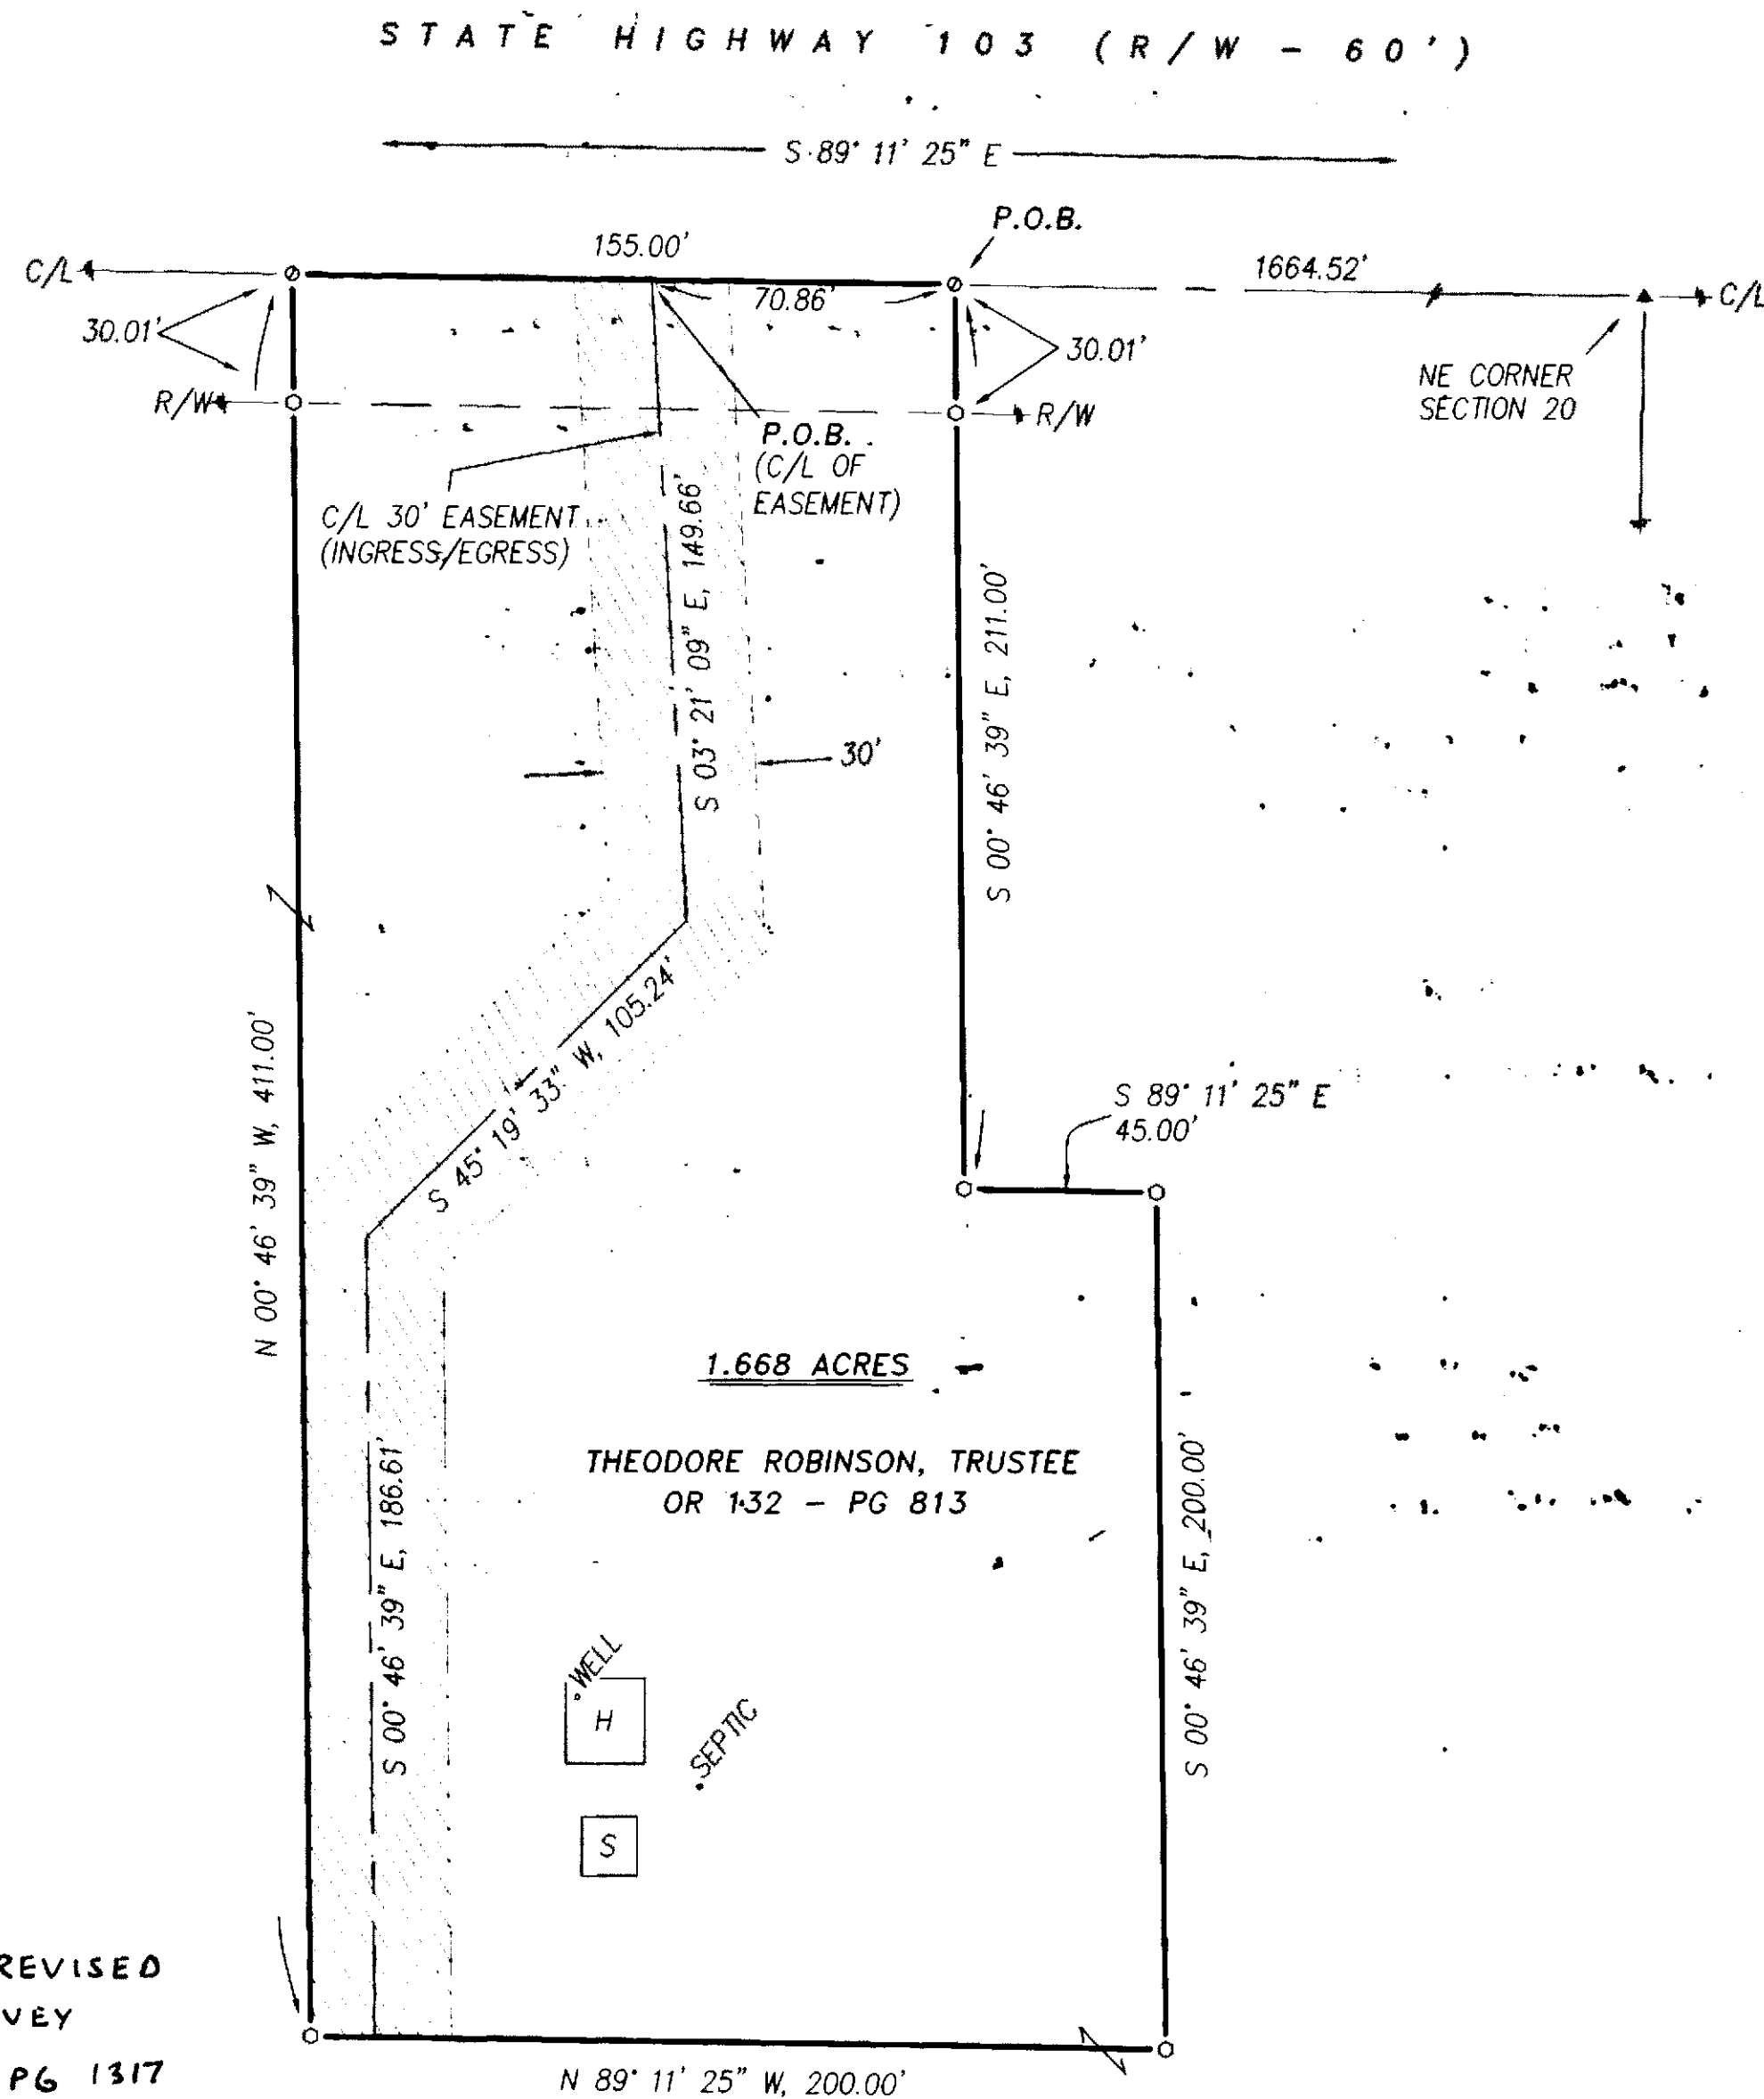 STATE HIGHWAY 103 (R/W - 60')
S 89° 11' 25" E
P.O.B.
155.00'
1664.52'
C/L
C/L
70.86'
30.01'
30.01'
NE CORNER
SECTION 20
R/W
R/W
P.O.B.
(C/L OF
EASEMENT)
C/L 30' EASEMENT
(INGRESS/EGRESS)
S 03° 21' 09" E, 149.66'
S 00° 46' 39" E, 211.00'
30'
S 45° 19' 33" W, 105.24'
N 00° 46' 39" W, 411.00'
S 89° 11' 25" E
45.00'
1.668 ACRES
THEODORE ROBINSON, TRUSTEE
OR 132 - PG 813
S 00° 46' 39" E, 186.61'
S 00° 46' 39" E, 200.00'
WELL
H
SEPTIC
S
REVISED
VEY
PG 1317
N 89° 11' 25" W, 200.00'